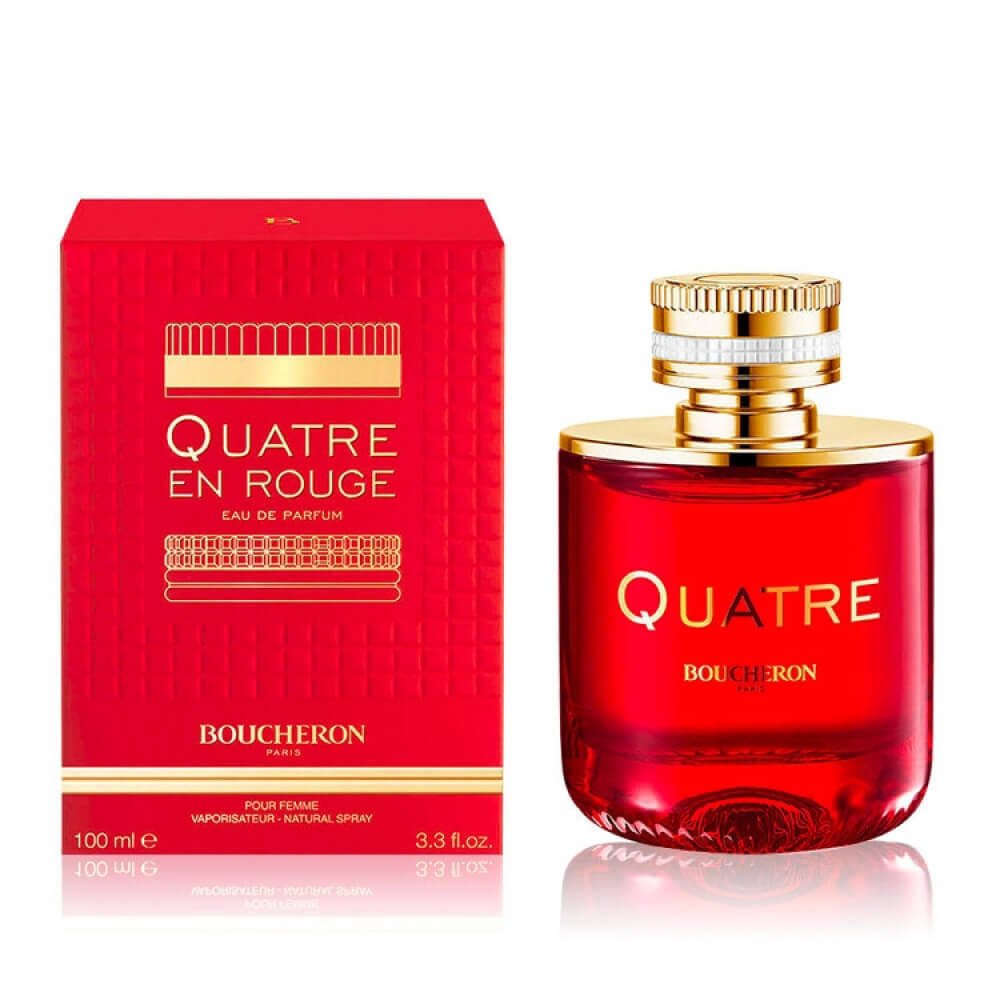 QUATRE
EN ROUGE
EAU DE PARFUM
BOUCHERON
PARIS
POUR FEMME
VAPORISATEUR - NATURAL SPRAY
100 ml ℮
3.3 fl.oz.
QUATRE
BOUCHERON
PARIS